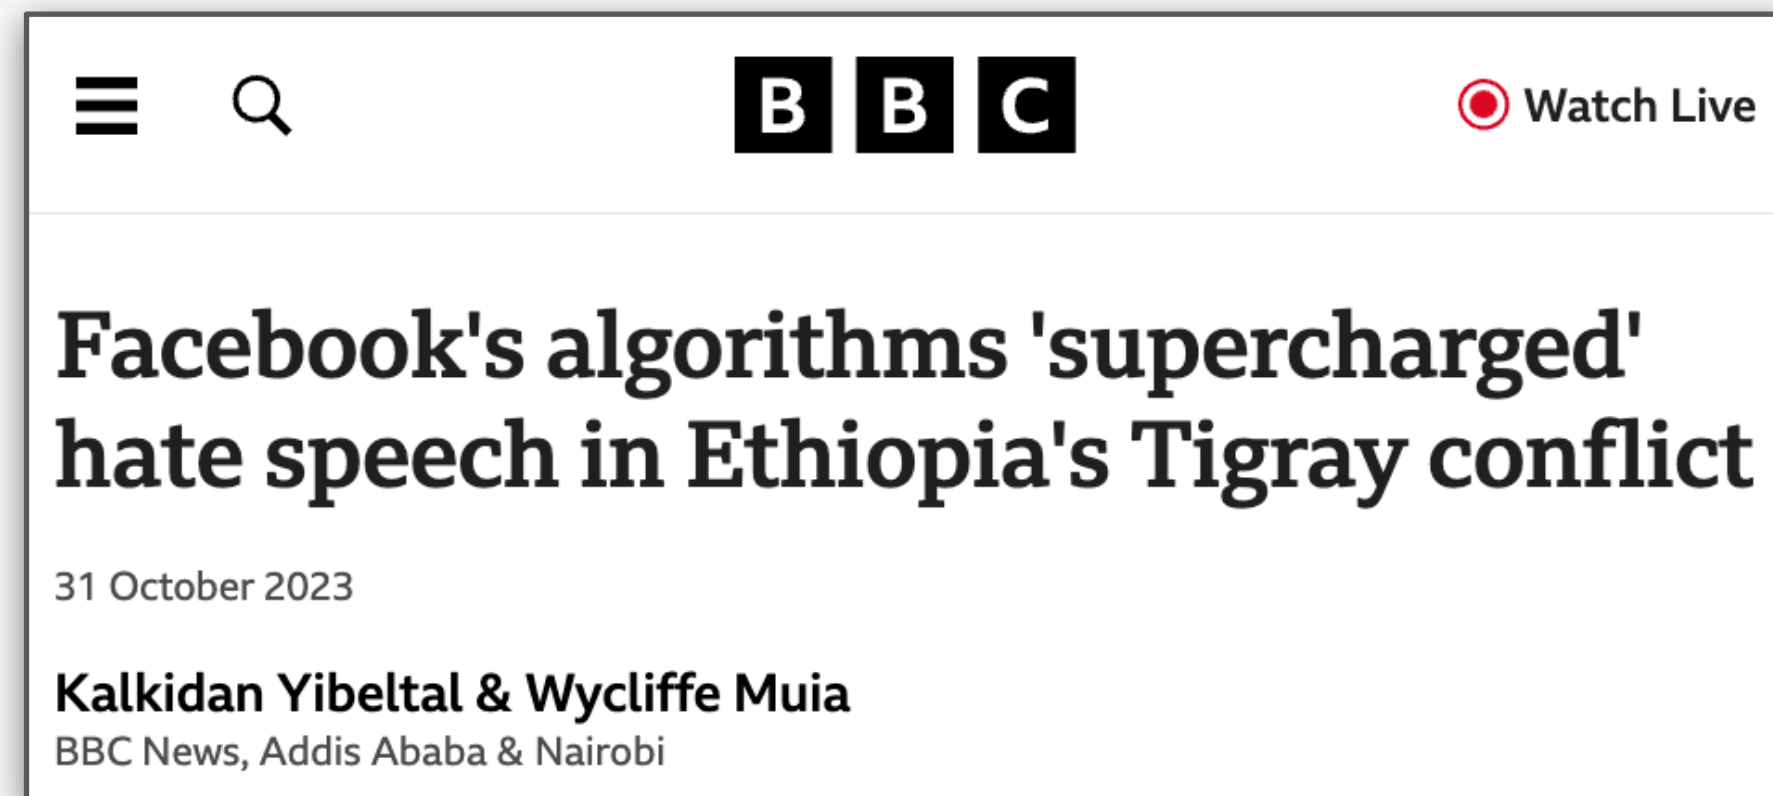 BBC
Watch Live
Facebook's algorithms 'supercharged'
hate speech in Ethiopia's Tigray conflict
31 October 2023
Kalkidan Yibeltal & Wycliffe Muia
BBC News, Addis Ababa & Nairobi